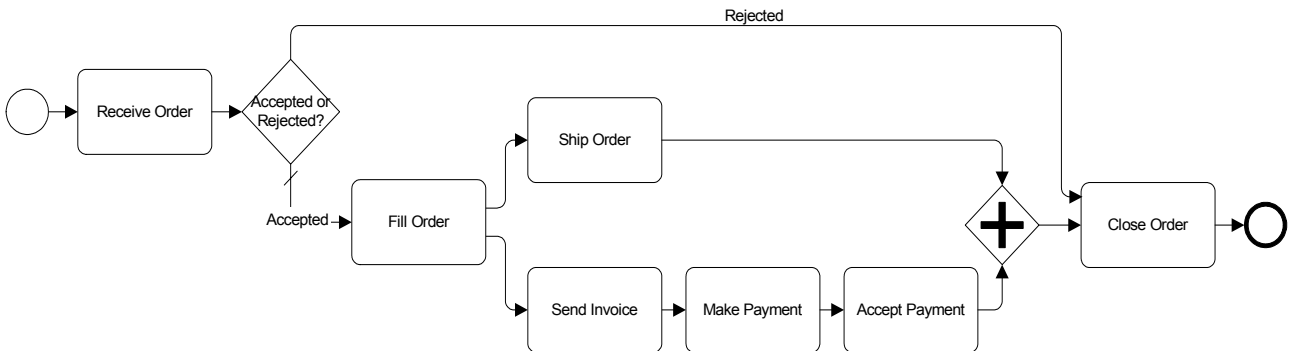 Rejected
Receive Order
Accepted or
Rejected?
Ship Order
Accepted
Fill Order
Close Order
Send Invoice
Make Payment
Accept Payment